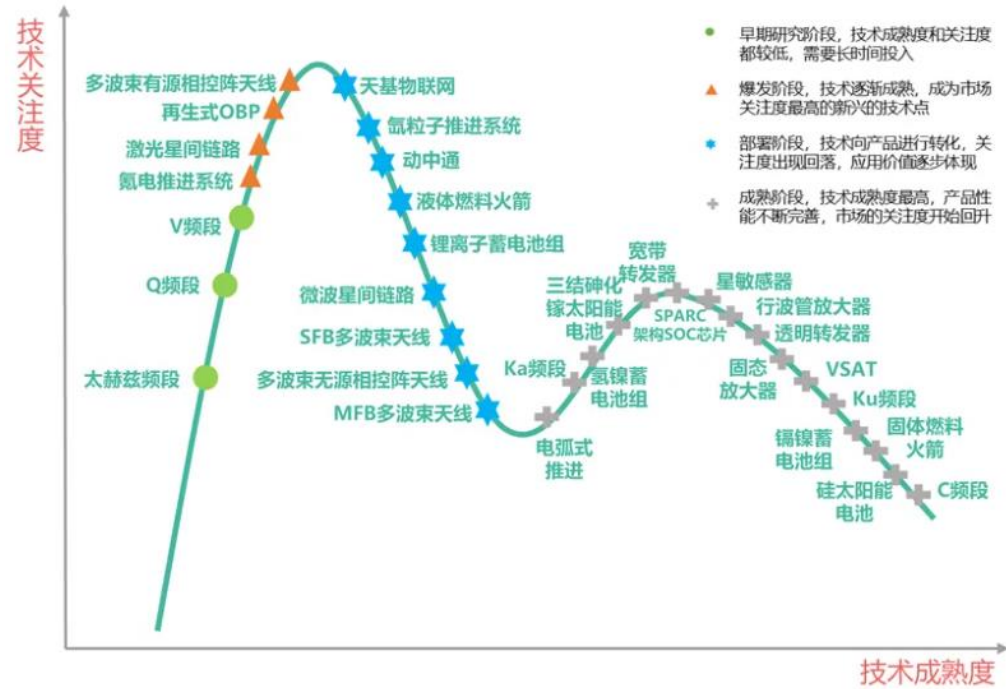 技术关注度
早期研究阶段，技术成熟度和关注度
都较低，需要长时间投入
爆发阶段，技术逐渐成熟，成为市场
关注度最高的新兴的技术点
部署阶段，技术向产品进行转化，关
注度出现回落，应用价值逐步体现
成熟阶段，技术成熟度最高，产品性
能不断完善，市场的关注度开始回升
多波束有源相控阵天线
再生式OBP
激光星间链路
氪电推进系统
V频段
Q频段
太赫兹频段
天基物联网
氙粒子推进系统
动中通
液体燃料火箭
锂离子蓄电池组
微波星间链路
SFB多波束天线
多波束无源相控阵天线
MFB多波束天线
电弧式
推进
Ka频段
氢镍蓄
电池组
三结砷化
镓太阳能
电池
宽带
转发器
SPARC
架构SOC芯片
星敏感器
行波管放大器
透明转发器
固态
放大器
VSAT
Ku频段
镉镍蓄
电池组
固体燃料
火箭
硅太阳能
电池
C频段
技术成熟度